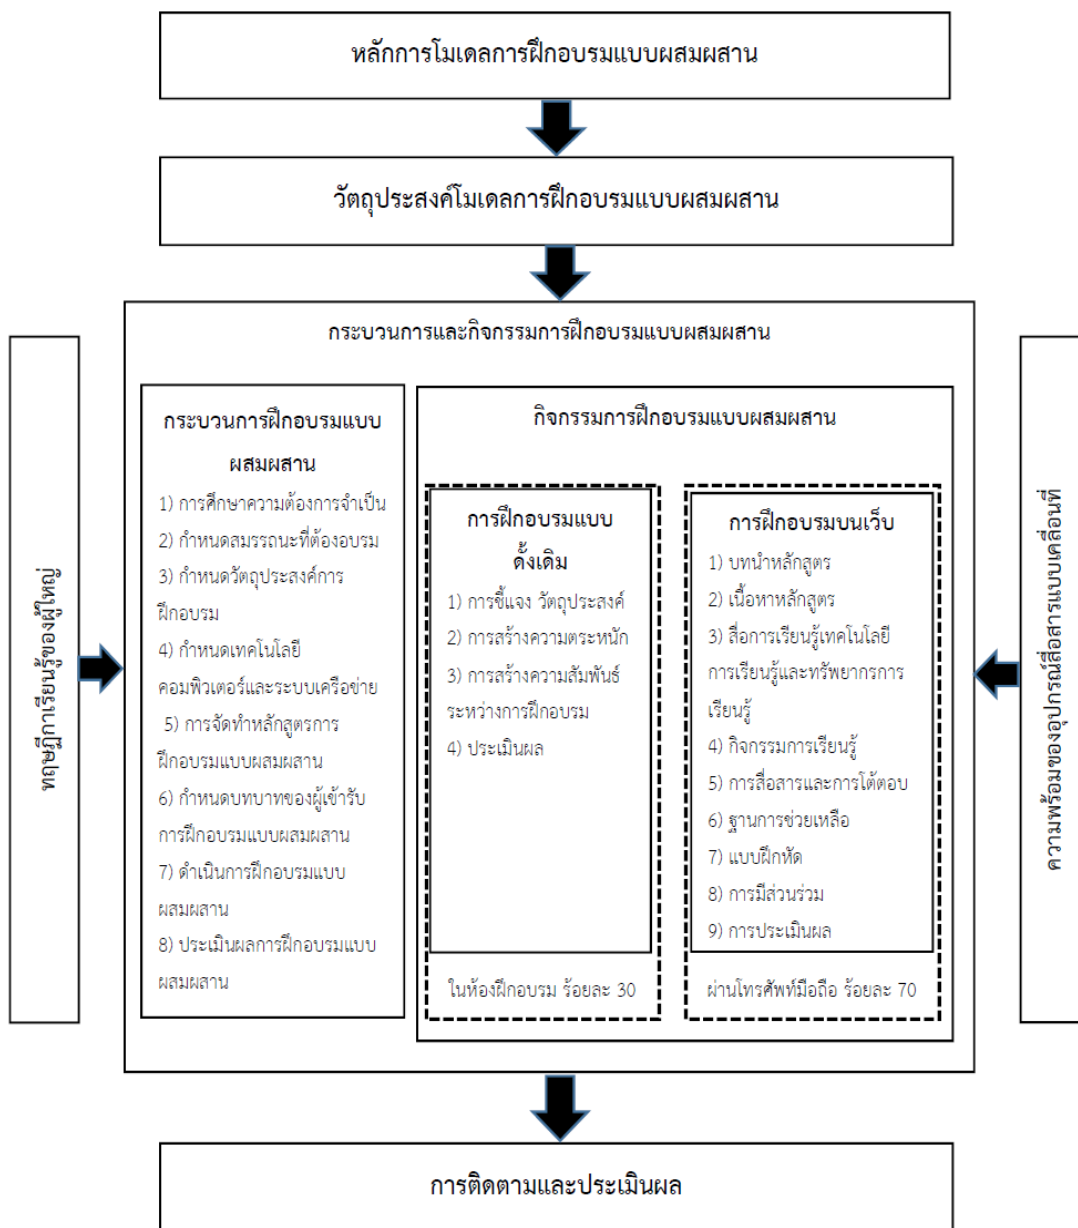 หลักการโมเดลการฝึกอบรมแบบผสมผสาน
วัตถุประสงค์โมเดลการฝึกอบรมแบบผสมผสาน
กระบวนการและกิจกรรมการฝึกอบรมแบบผสมผสาน
ทฤษฎีการเรียนรู้ของผู้ใหญ่
กระบวนการฝึกอบรมแบบ
ผสมผสาน
1) การศึกษาความต้องการจำเป็น
2) กำหนดสมรรถนะที่ต้องอบรม
3) กำหนดวัตถุประสงค์การ
ฝึกอบรม
4) กำหนดเทคโนโลยี
คอมพิวเตอร์และระบบเครือข่าย
5) การจัดทำหลักสูตรการ
ฝึกอบรมแบบผสมผสาน
6) กำหนดบทบาทของผู้เข้ารับ
การฝึกอบรมแบบผสมผสาน
7) ดำเนินการฝึกอบรมแบบ
ผสมผสาน
8) ประเมินผลการฝึกอบรมแบบ
ผสมผสาน
กิจกรรมการฝึกอบรมแบบผสมผสาน
การฝึกอบรมแบบ
ดั้งเดิม
1) การชี้แจง วัตถุประสงค์
2) การสร้างความตระหนัก
3) การสร้างความสัมพันธ์
ระหว่างการฝึกอบรม
4) ประเมินผล
ในห้องฝึกอบรม ร้อยละ 30
การฝึกอบรมบนเว็บ
1) บทนำหลักสูตร
2) เนื้อหาหลักสูตร
3) สื่อการเรียนรู้เทคโนโลยี
การเรียนรู้และทรัพยากรการ
เรียนรู้
4) กิจกรรมการเรียนรู้
5) การสื่อสารและการโต้ตอบ
6) ฐานการช่วยเหลือ
7) แบบฝึกหัด
8) การมีส่วนร่วม
9) การประเมินผล
ผ่านโทรศัพท์มือถือ ร้อยละ 70
ความพร้อมของอุปกรณ์สื่อสารแบบเคลื่อนที่
การติดตามและประเมินผล